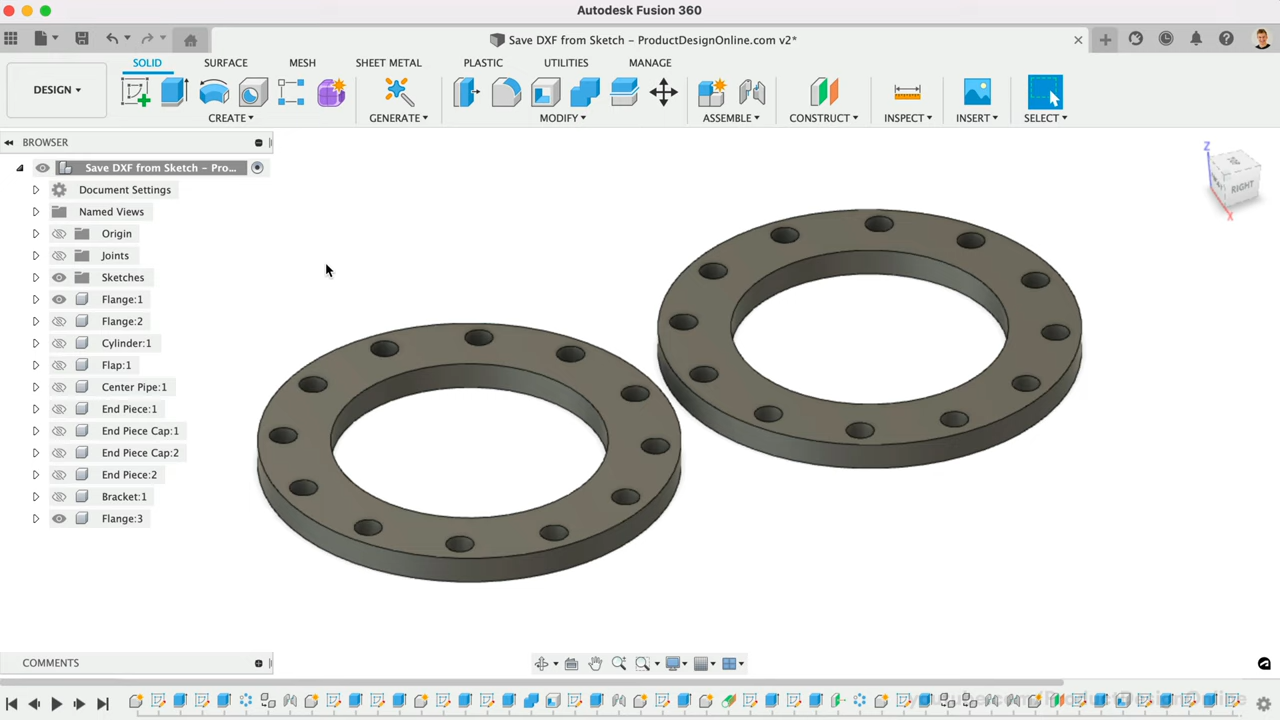 Autodesk Fusion 360
Save DXF from Sketch – ProductDesignOnline.com v2*
SOLID SURFACE MESH SHEET METAL PLASTIC UTILITIES MANAGE
DESIGN
CREATE GENERATE MODIFY ASSEMBLE CONSTRUCT INSPECT INSERT SELECT
BROWSER
Save DXF from Sketch – Pro...
Document Settings
Named Views
Origin
Joints
Sketches
Flange:1
Flange:2
Cylinder:1
Flap:1
Center Pipe:1
End Piece:1
End Piece Cap:1
End Piece Cap:2
End Piece:2
Bracket:1
Flange:3
Z
RIGHT
X
COMMENTS